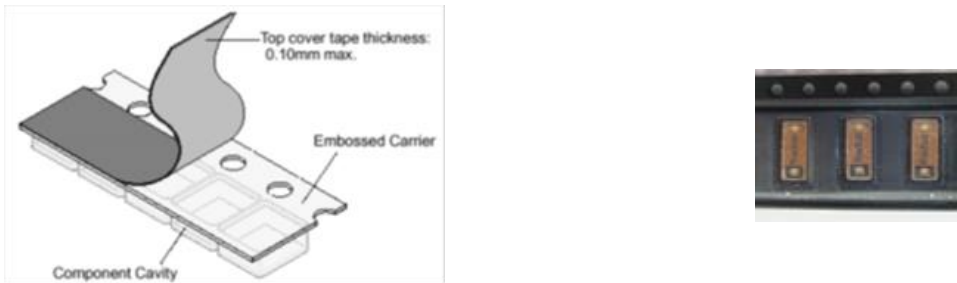 Top cover tape thickness:
0.10mm max.
Embossed Carrier
Component Cavity